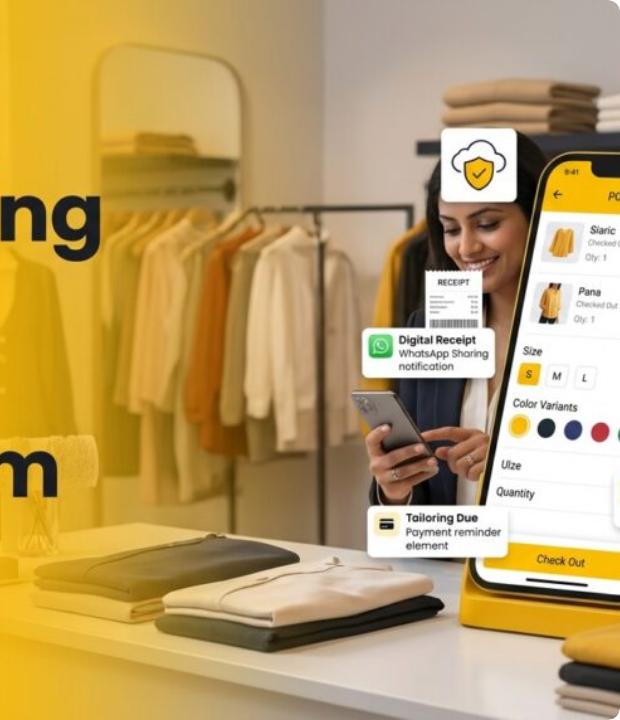 ng
m
RECEIPT
Digital Receipt
WhatsApp Sharing
notification
Tailoring Due
Payment reminder
element
9:41
PO
Siaric
Checked
Qty: 1
Pana
Checked Out
Qty: 1
Size
S M L
Color Variants
Ulze
Quantity
Check Out